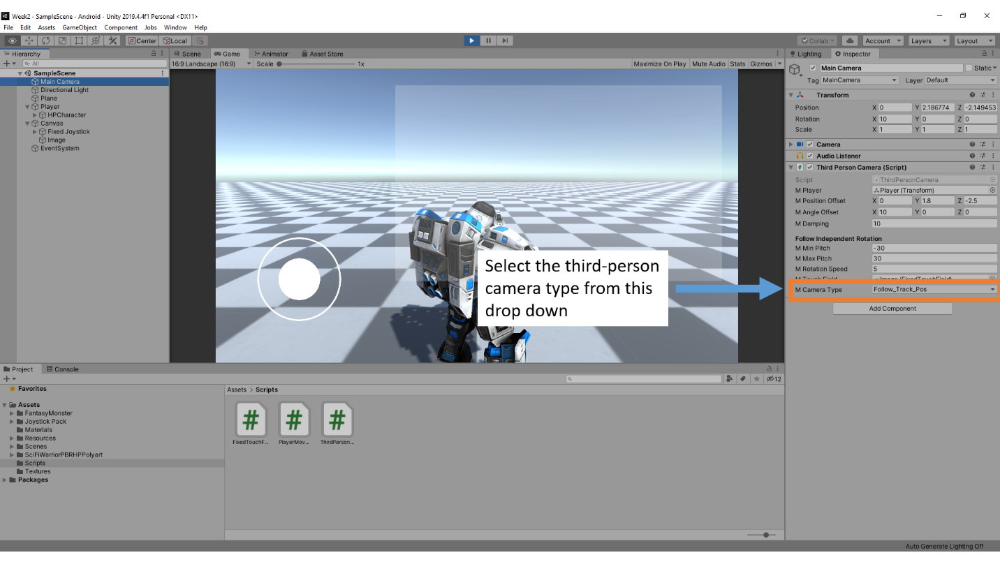 Week2 - SampleScene - Android - Unity 2019.4.4f1 Personal <DX11>
File Edit Assets GameObject Component Jobs Window Help
Center Local
Collab Account Layers Layout
Hierarchy
All
SampleScene
Main Camera
Directional Light
Plane
Player
HPCharacter
Canvas
Fixed Joystick
Image
EventSystem
Scene Game Animator Asset Store
16:9 Landscape (16:9) Scale 1x Maximize On Play Mute Audio Stats Gizmos
Select the third-person
camera type from this
drop down
Lighting Inspector
Main Camera Static
Tag MainCamera Layer Default
Transform
Position X 0 Y 2.186774 Z -2.149453
Rotation X 10 Y 0 Z 0
Scale X 1 Y 1 Z 1
Camera
Audio Listener
Third Person Camera (Script)
Script ThirdPersonCamera
M Player Player (Transform)
M Position Offset X 0 Y 1.8 Z -2.5
M Angle Offset X 10 Y 0 Z 0
M Damping 10
Follow Independent Rotation
M Min Pitch -30
M Max Pitch 30
M Rotation Speed 5
M Touch Field Image (FixedTouchField)
M Camera Type Follow_Track_Pos
Add Component
Project Console
12
Favorites
Assets
FantasyMonster
Joystick Pack
Materials
Resources
Scenes
SciFiWarriorPBRHPPolyart
Scripts
Textures
Packages
Assets > Scripts
FixedTouchF... PlayerMov... ThirdPerson...
Auto Generate Lighting Off